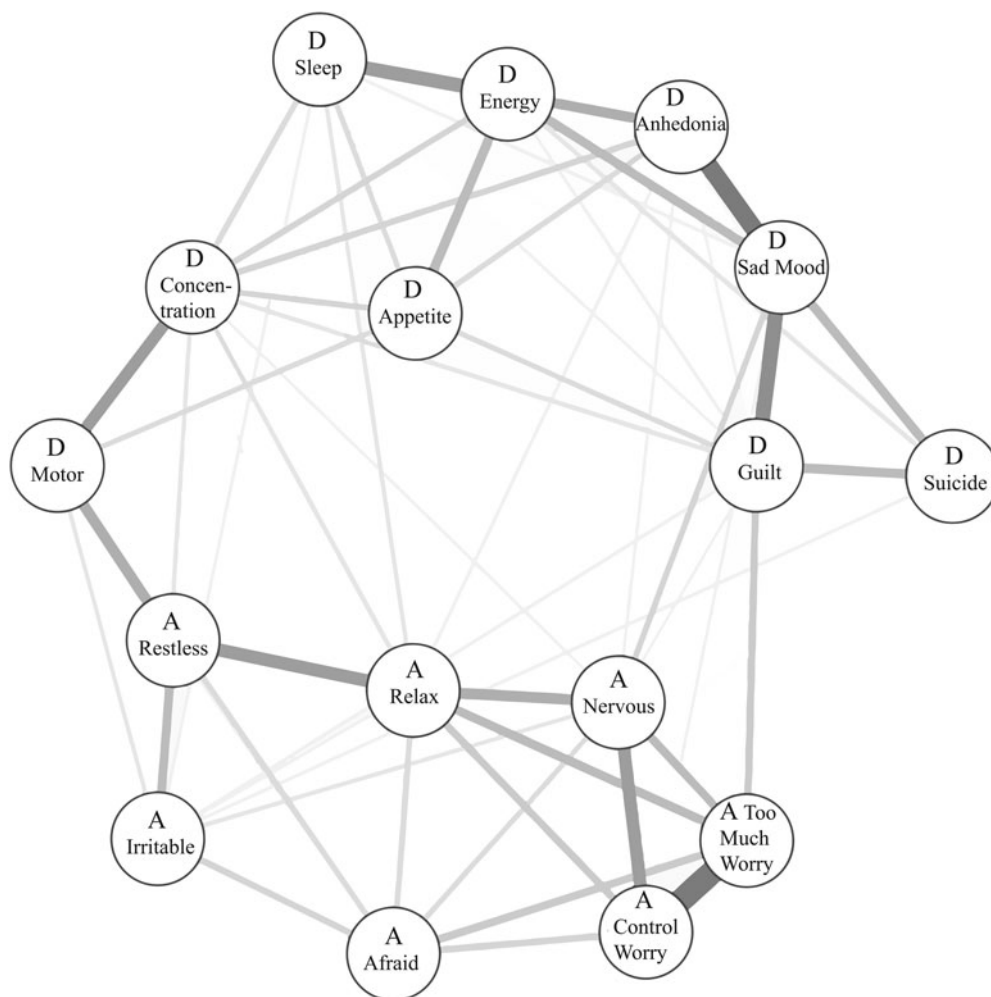 D
Sleep
D
Energy
D
Anhedonia
D
Sad Mood
D
Concen-
tration
D
Appetite
D
Motor
D
Guilt
D
Suicide
A
Restless
A
Relax
A
Nervous
A
Irritable
A Too
Much
Worry
A
Control
Worry
A
Afraid